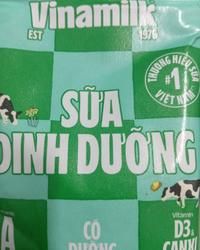 Vinamilk
EST 1976
THƯƠNG HIỆU SỮA
#1
VIỆT NAM
SỮA
DINH DƯỠNG
CÓ
ĐƯỜNG
Vitamin
D3 &
CANXI